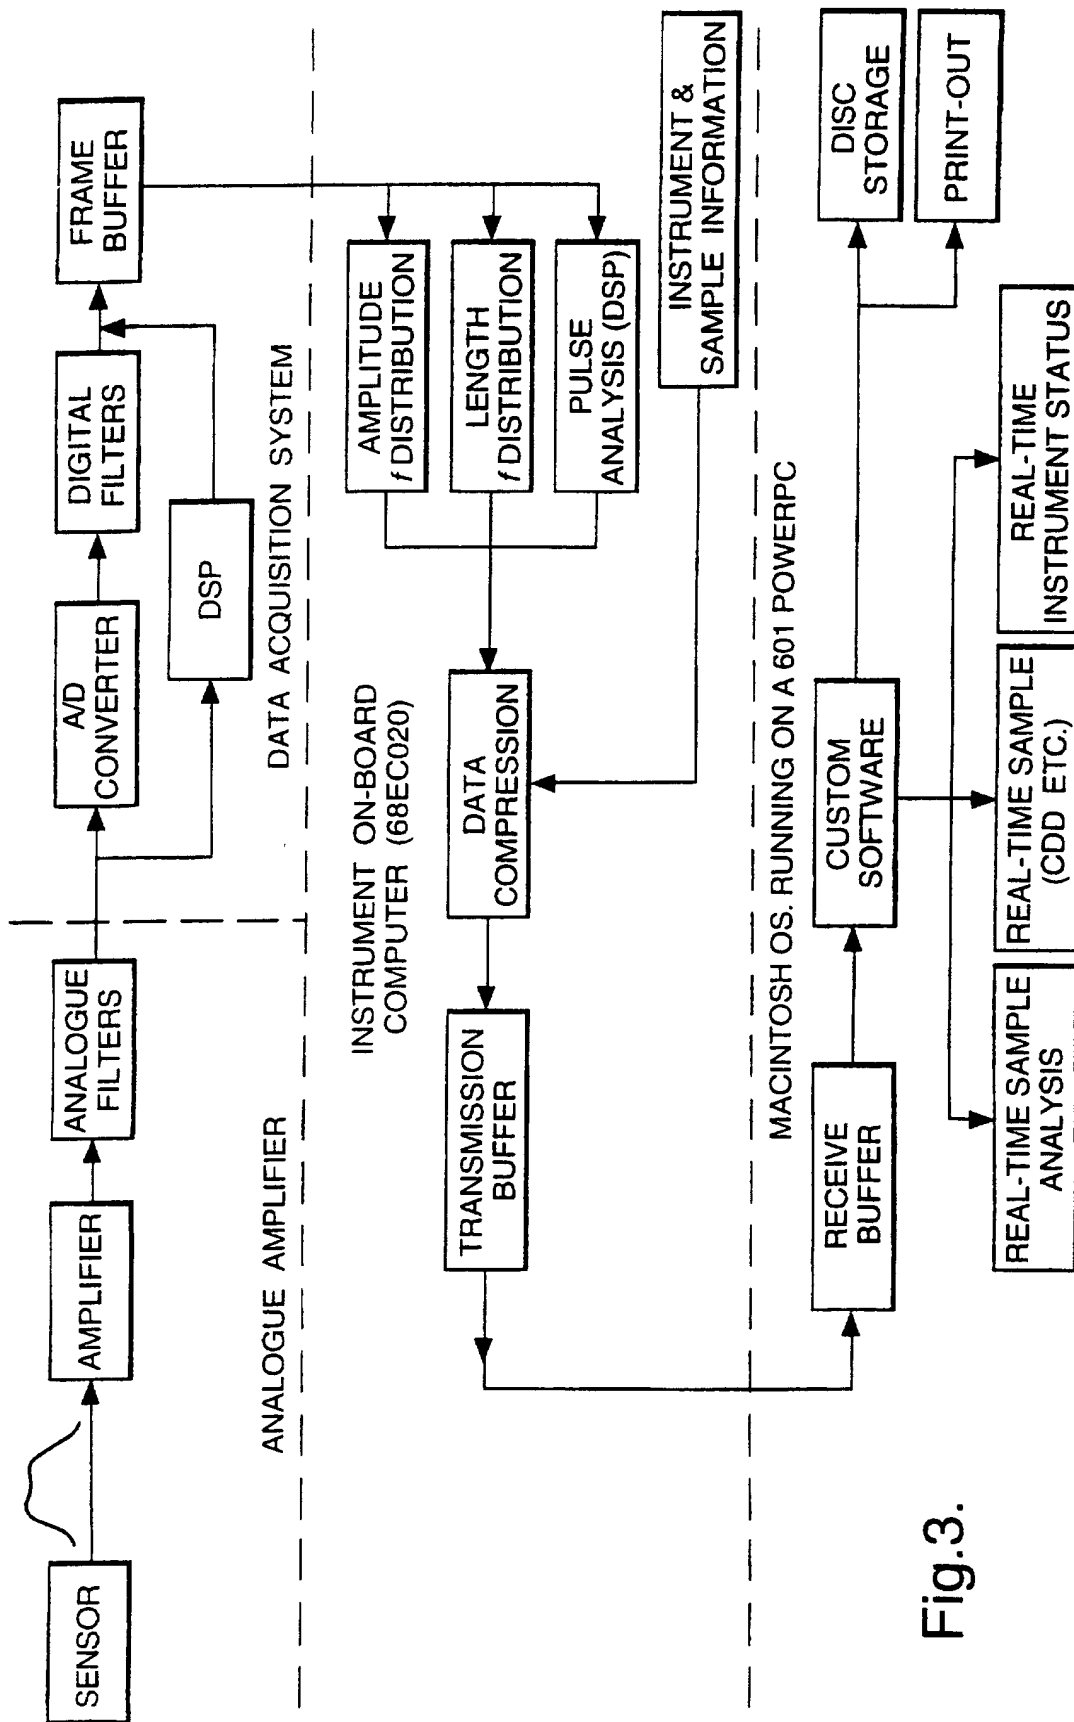 SENSOR
AMPLIFIER
ANALOGUE
FILTERS
A/D
CONVERTER
DIGITAL
FILTERS
FRAME
BUFFER
DSP
ANALOGUE AMPLIFIER
DATA ACQUISITION SYSTEM
INSTRUMENT ON-BOARD
COMPUTER (68EC020)
AMPLITUDE
f DISTRIBUTION
LENGTH
f DISTRIBUTION
PULSE
ANALYSIS (DSP)
TRANSMISSION
BUFFER
DATA
COMPRESSION
INSTRUMENT &
SAMPLE INFORMATION
MACINTOSH OS. RUNNING ON A 601 POWERPC
RECEIVE
BUFFER
CUSTOM
SOFTWARE
DISC
STORAGE
PRINT-OUT
REAL-TIME SAMPLE
ANALYSIS
REAL-TIME SAMPLE
(CDD ETC.)
REAL-TIME
INSTRUMENT STATUS
Fig.3.